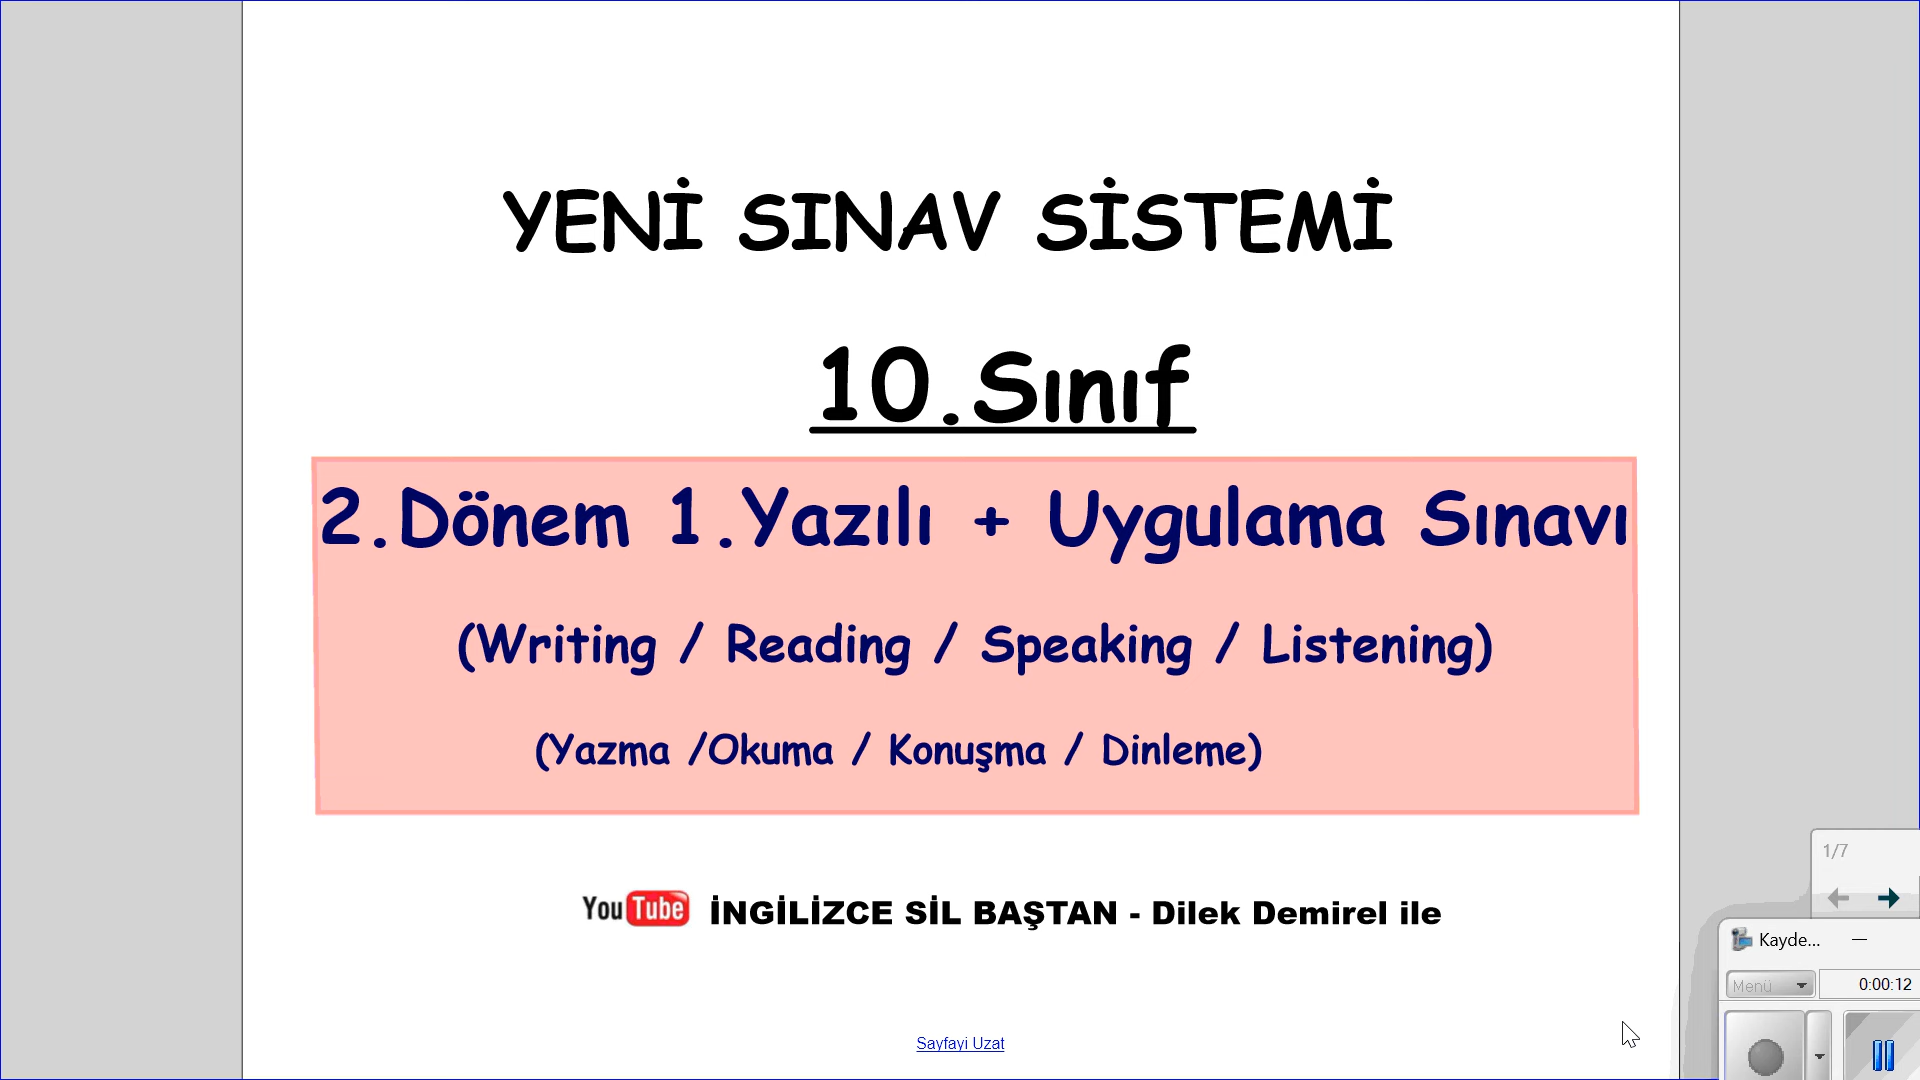 YENİ SINAV SİSTEMİ
10.Sınıf
2.Dönem 1.Yazılı + Uygulama Sınavı
(Writing / Reading / Speaking / Listening)
(Yazma /Okuma / Konuşma / Dinleme)
YouTube İNGİLİZCE SİL BAŞTAN - Dilek Demirel ile
Sayfayi Uzat
1/7
Kayde...
Menü
0:00:12